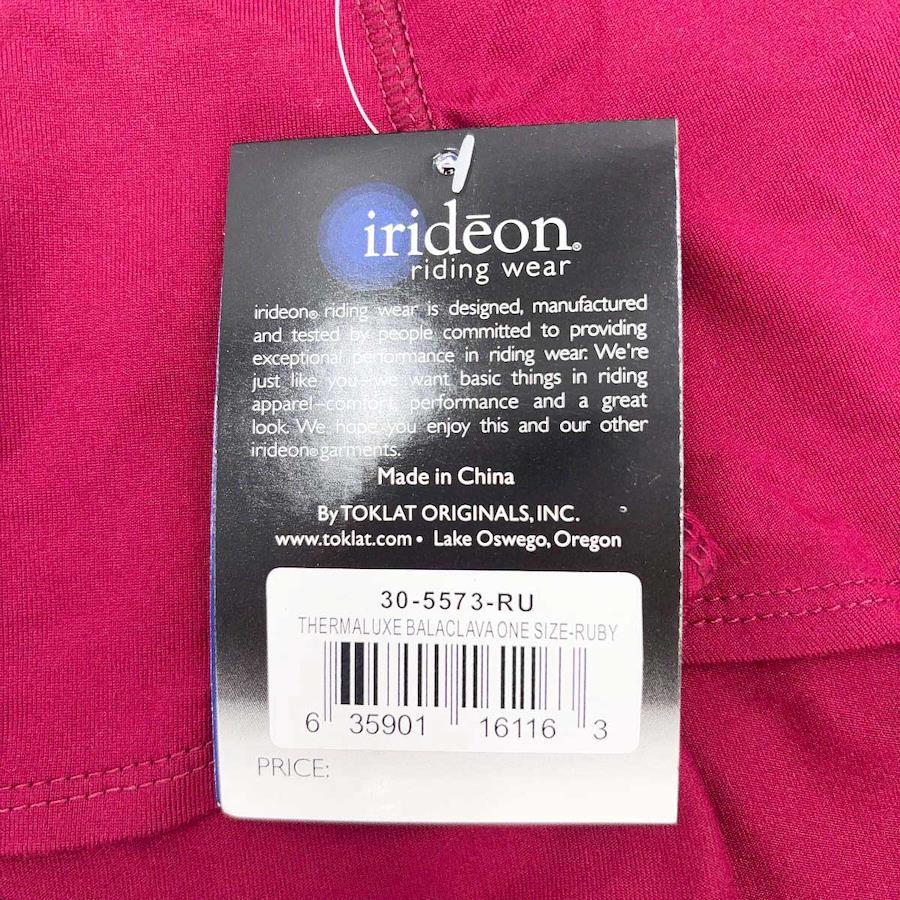 iridēon®
riding wear
irideon® riding wear is designed, manufactured
and tested by people committed to providing
exceptional performance in riding wear. We're
just like you–we want basic things in riding
apparel–comfort, performance and a great
look. We hope you enjoy this and our other
irideon® garments.
Made in China
By TOKLAT ORIGINALS, INC.
www.toklat.com • Lake Oswego, Oregon
30-5573-RU
THERMALUXE BALACLAVA ONE SIZE-RUBY
6 35901 16116 3
PRICE: